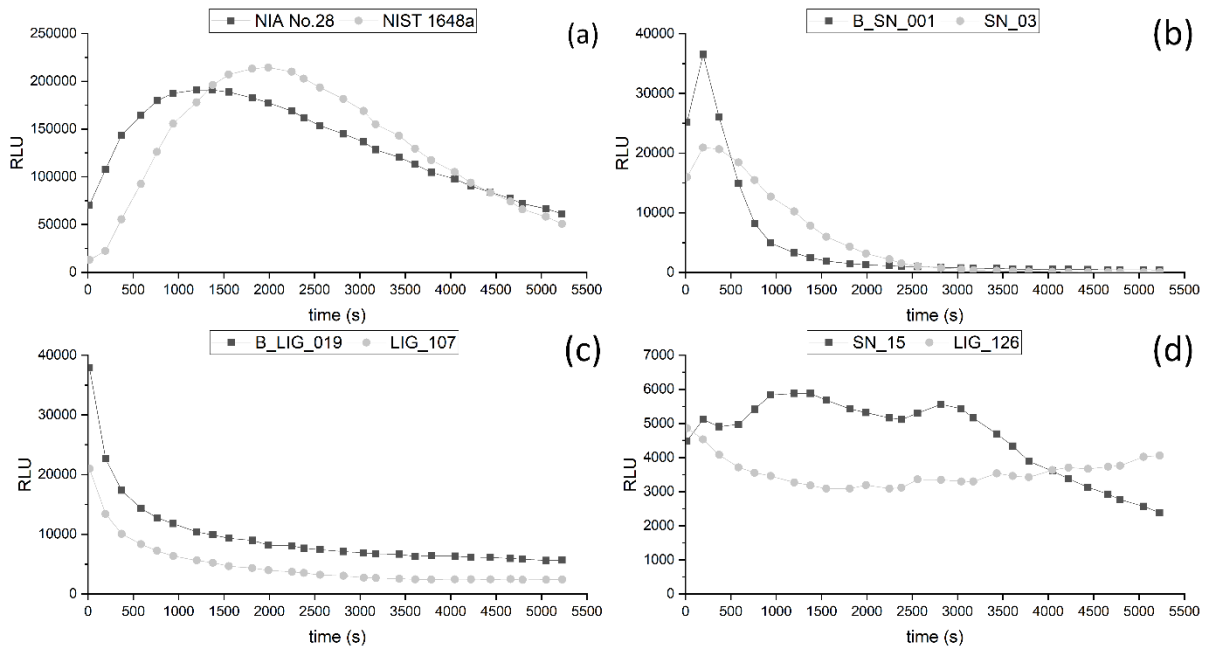 NIA No.28 NIST 1648a
(a)
250000
200000
150000
100000
50000
0
RLU
0 500 1000 1500 2000 2500 3000 3500 4000 4500 5000 5500
time (s)
B_SN_001 SN_03
(b)
40000
30000
20000
10000
0
RLU
0 500 1000 1500 2000 2500 3000 3500 4000 4500 5000 5500
time (s)
B_LIG_019 LIG_107
(c)
40000
30000
20000
10000
0
RLU
0 500 1000 1500 2000 2500 3000 3500 4000 4500 5000 5500
time (s)
SN_15 LIG_126
(d)
7000
6000
5000
4000
3000
2000
1000
0
RLU
0 500 1000 1500 2000 2500 3000 3500 4000 4500 5000 5500
time (s)